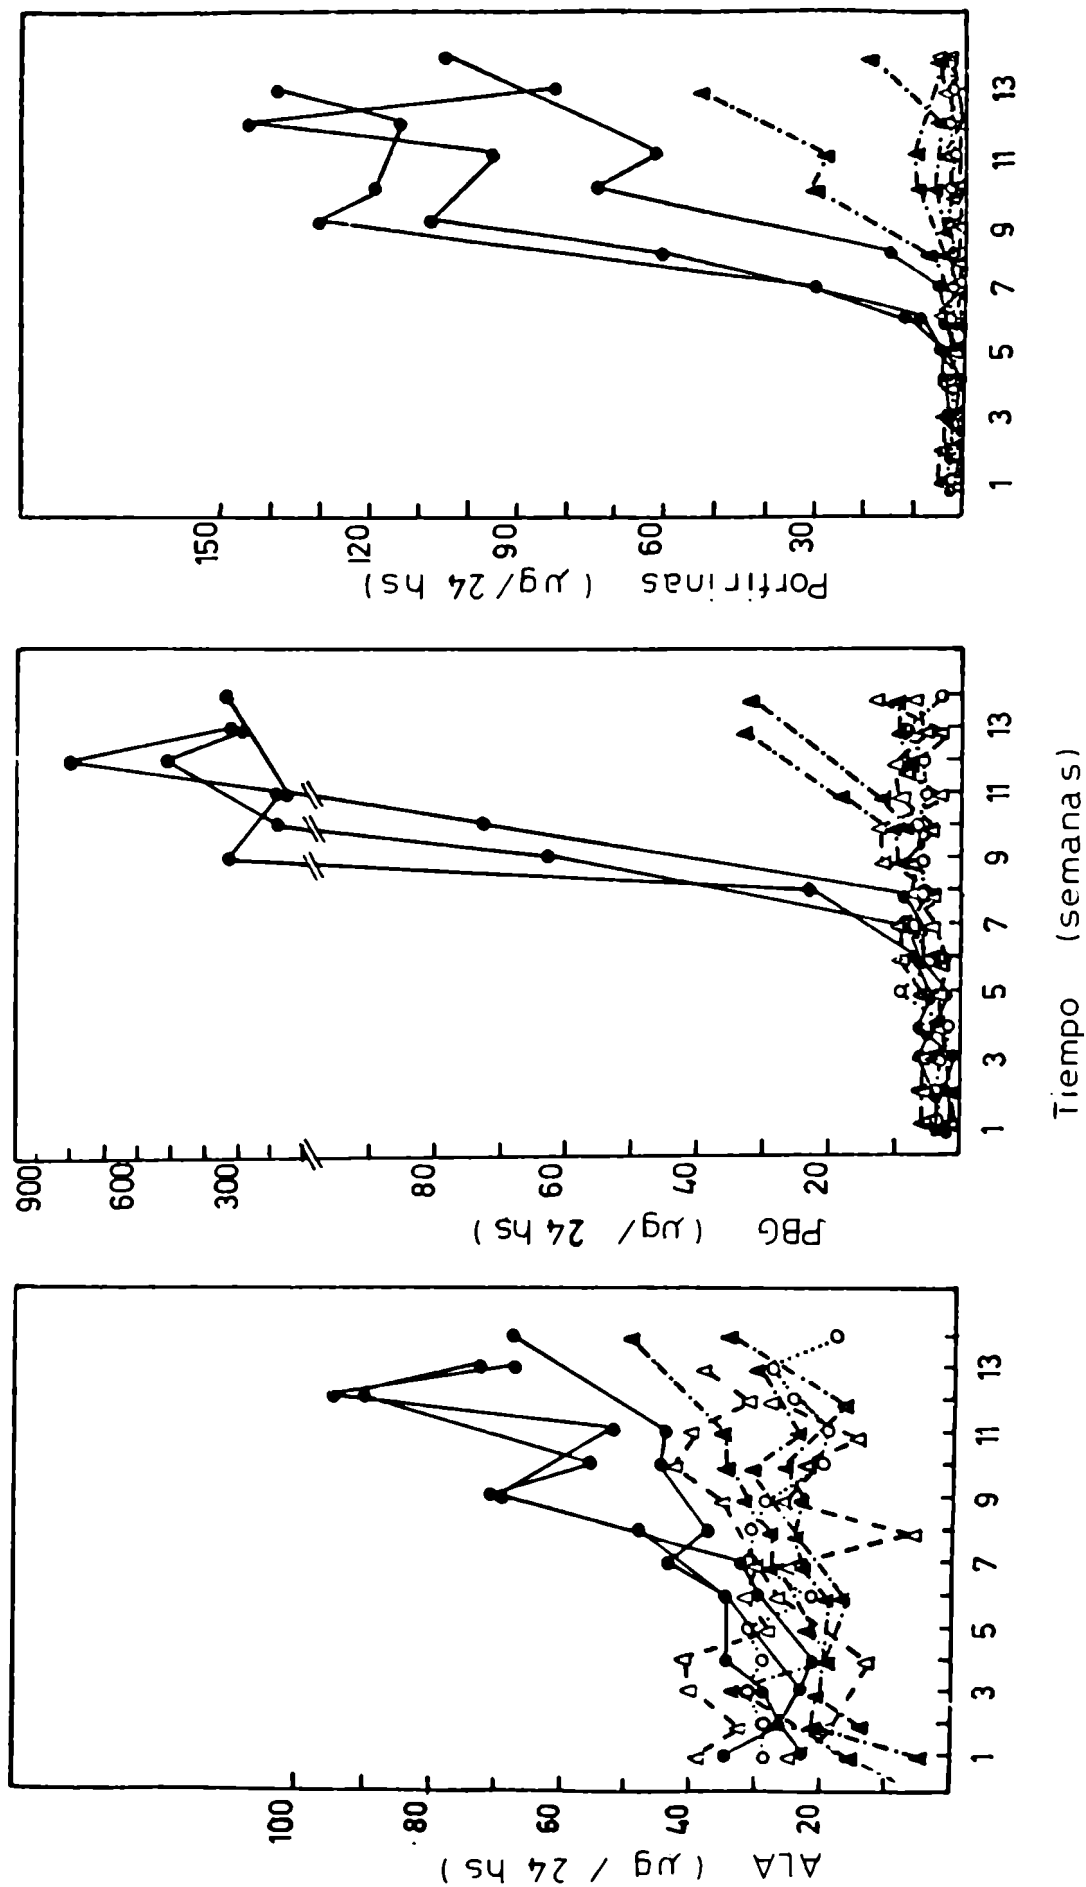 Porfirinas ( µg/24 hs)
150
120
90
60
30
1 3 5 7 9 11 13
PBG ( µg/ 24 hs)
900
600
300
80
60
40
20
1 3 5 7 9 11 13
ALA ( µg / 24 hs)
100
80
60
40
20
1 3 5 7 9 11 13
Tiempo (semanas)